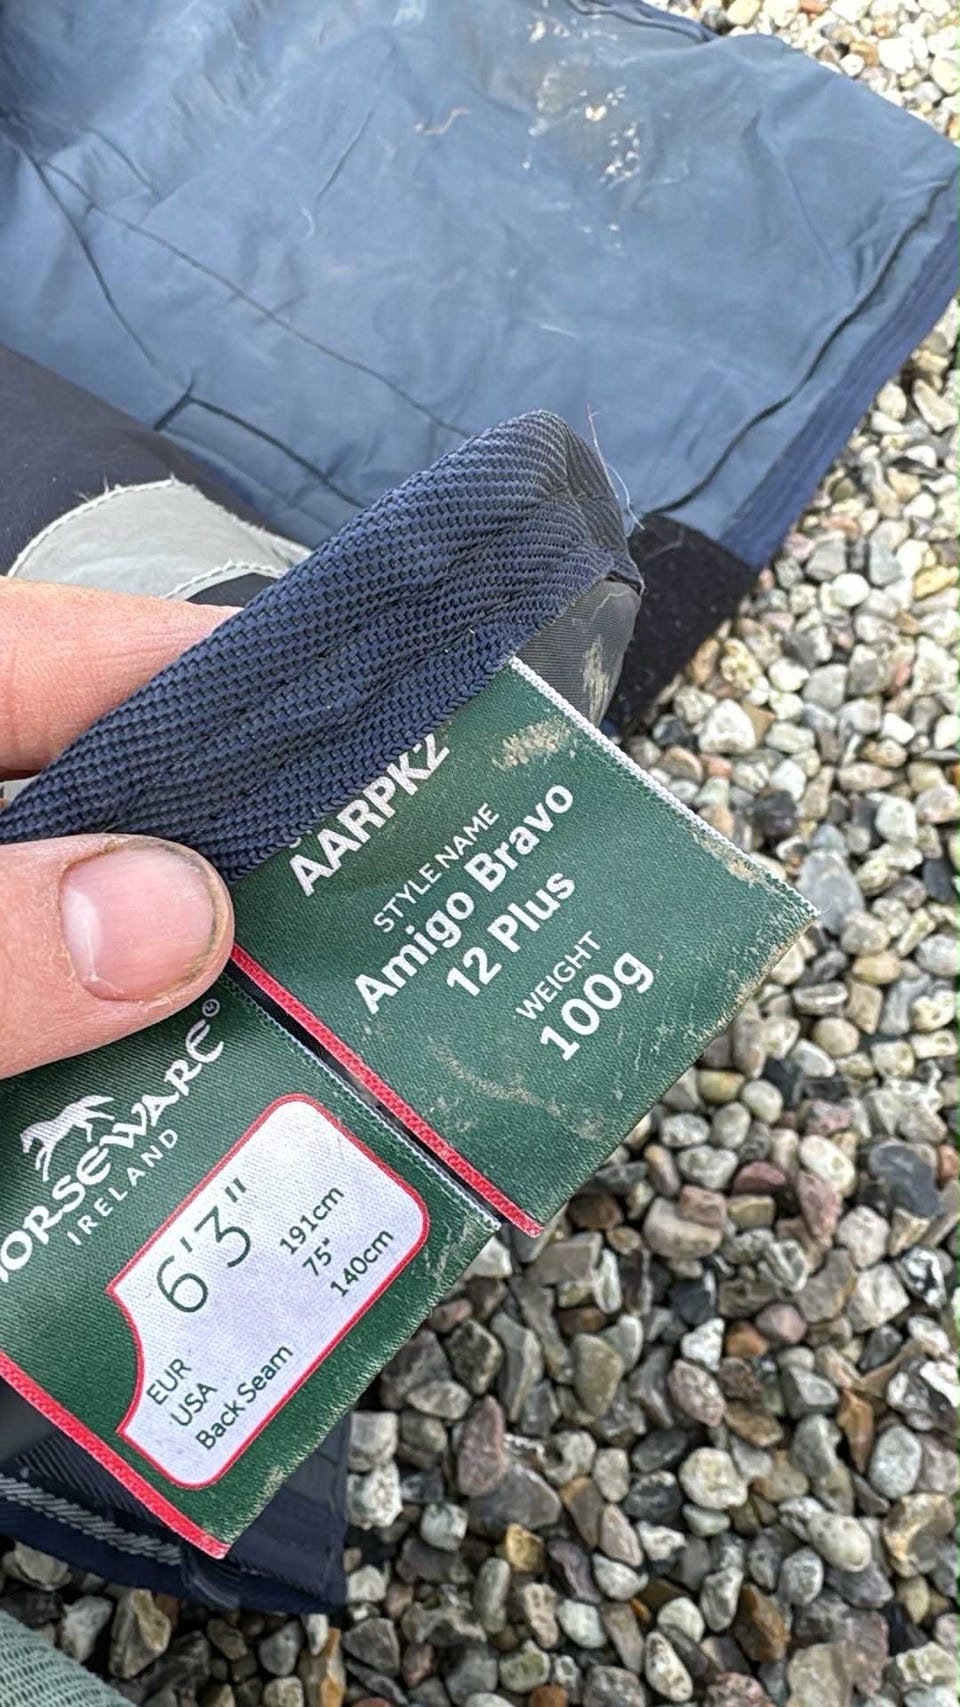 AARPK2
STYLE NAME
Amigo Bravo
12 Plus
WEIGHT
100g
HORSEWARE®
IRELAND
6'3"
EUR 191cm
USA 75"
Back Seam 140cm